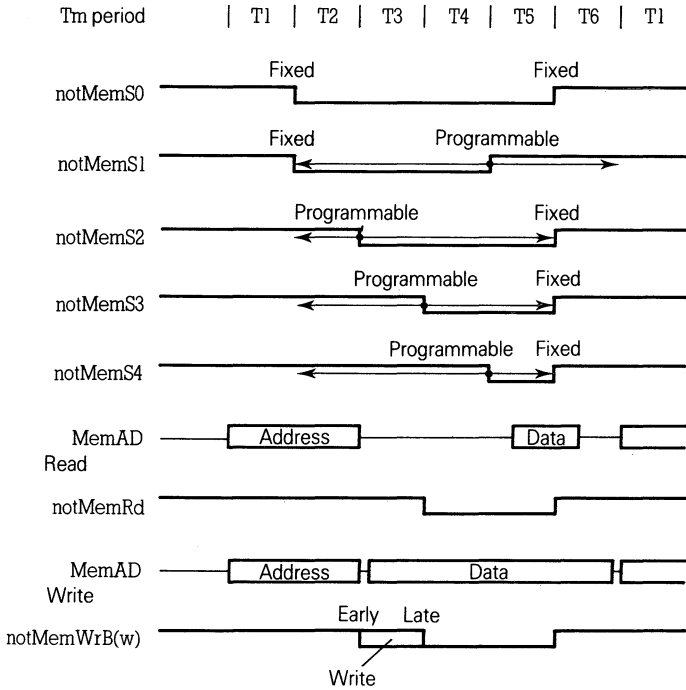 Tm period | T1 | T2 | T3 | T4 | T5 | T6 | T1
Fixed Fixed
notMemS0
Fixed Programmable
notMemS1
Programmable Fixed
notMemS2
Programmable Fixed
notMemS3
Programmable Fixed
notMemS4
MemAD Address Data
Read
notMemRd
MemAD Address Data
Write
Early Late
notMemWrB(w)
Write